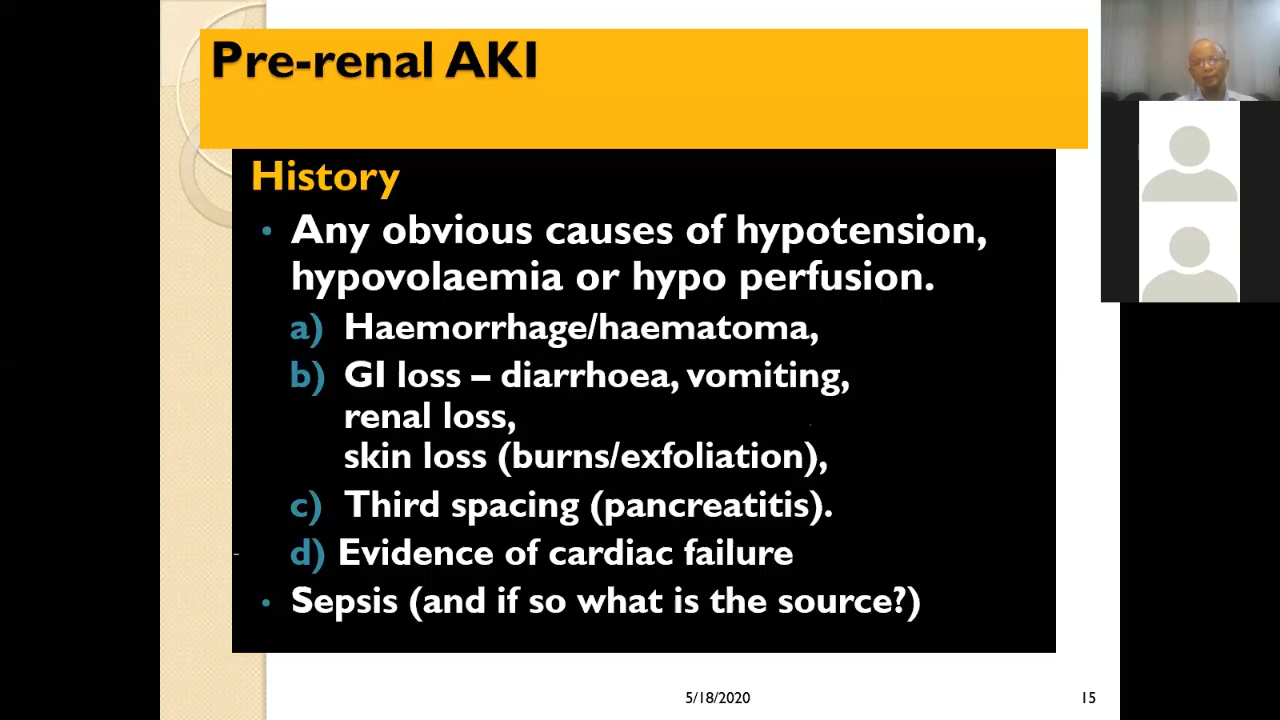 Pre-renal AKI
History
• Any obvious causes of hypotension,
hypovolaemia or hypo perfusion.
a) Haemorrhage/haematoma,
b) GI loss – diarrhoea, vomiting,
renal loss,
skin loss (burns/exfoliation),
c) Third spacing (pancreatitis).
d) Evidence of cardiac failure
• Sepsis (and if so what is the source?)
5/18/2020
15